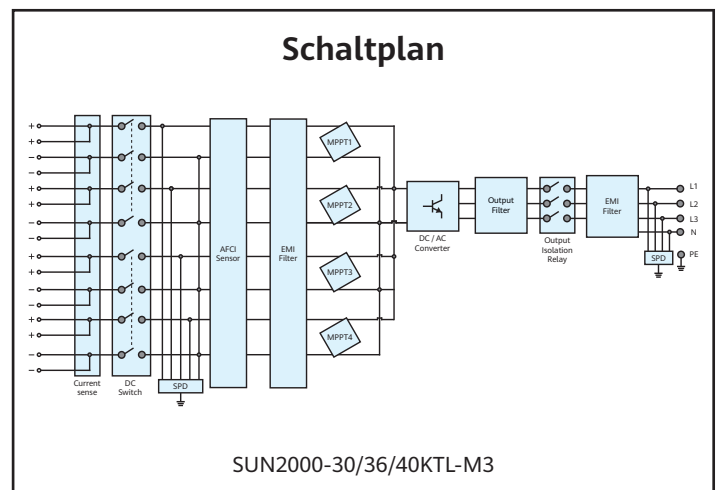 Schaltplan
+
+
−
−
+
+
−
−
+
+
−
−
+
+
−
−
Current
sense
DC
Switch
SPD
AFCI
Sensor
EMI
Filter
MPPT1
MPPT2
MPPT3
MPPT4
DC / AC
Converter
Output
Filter
Output
Isolation
Relay
EMI
Filter
L1
L2
L3
N
PE
SPD
SUN2000-30/36/40KTL-M3